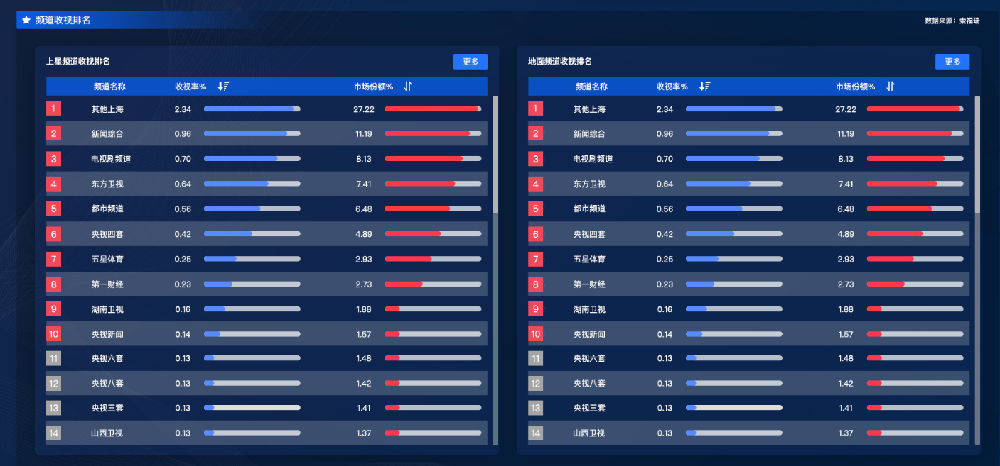 频道收视排名
数据来源：索福瑞
上星频道收视排名
更多
频道名称 收视率% 市场份额%
1 其他上海 2.34 27.22
2 新闻综合 0.96 11.19
3 电视剧频道 0.70 8.13
4 东方卫视 0.64 7.41
5 都市频道 0.56 6.48
6 央视四套 0.42 4.89
7 五星体育 0.25 2.93
8 第一财经 0.23 2.73
9 湖南卫视 0.16 1.88
10 央视新闻 0.14 1.57
11 央视六套 0.13 1.48
12 央视八套 0.13 1.42
13 央视三套 0.13 1.41
14 山西卫视 0.13 1.37
地面频道收视排名
更多
频道名称 收视率% 市场份额%
1 其他上海 2.34 27.22
2 新闻综合 0.96 11.19
3 电视剧频道 0.70 8.13
4 东方卫视 0.64 7.41
5 都市频道 0.56 6.48
6 央视四套 0.42 4.89
7 五星体育 0.25 2.93
8 第一财经 0.23 2.73
9 湖南卫视 0.16 1.88
10 央视新闻 0.14 1.57
11 央视六套 0.13 1.48
12 央视八套 0.13 1.42
13 央视三套 0.13 1.41
14 山西卫视 0.13 1.37